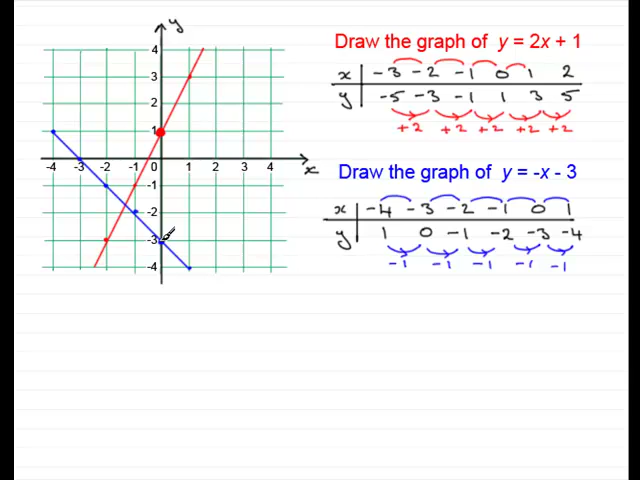 y
4
3
2
1
-4 -3 -2 -1 0 1 2 3 4
x
-1
-2
-3
-4
Draw the graph of y = 2x + 1
x -3 -2 -1 0 1 2
y -5 -3 -1 1 3 5
+2 +2 +2 +2 +2
Draw the graph of y = -x - 3
x -4 -3 -2 -1 0 1
y 1 0 -1 -2 -3 -4
-1 -1 -1 -1 -1